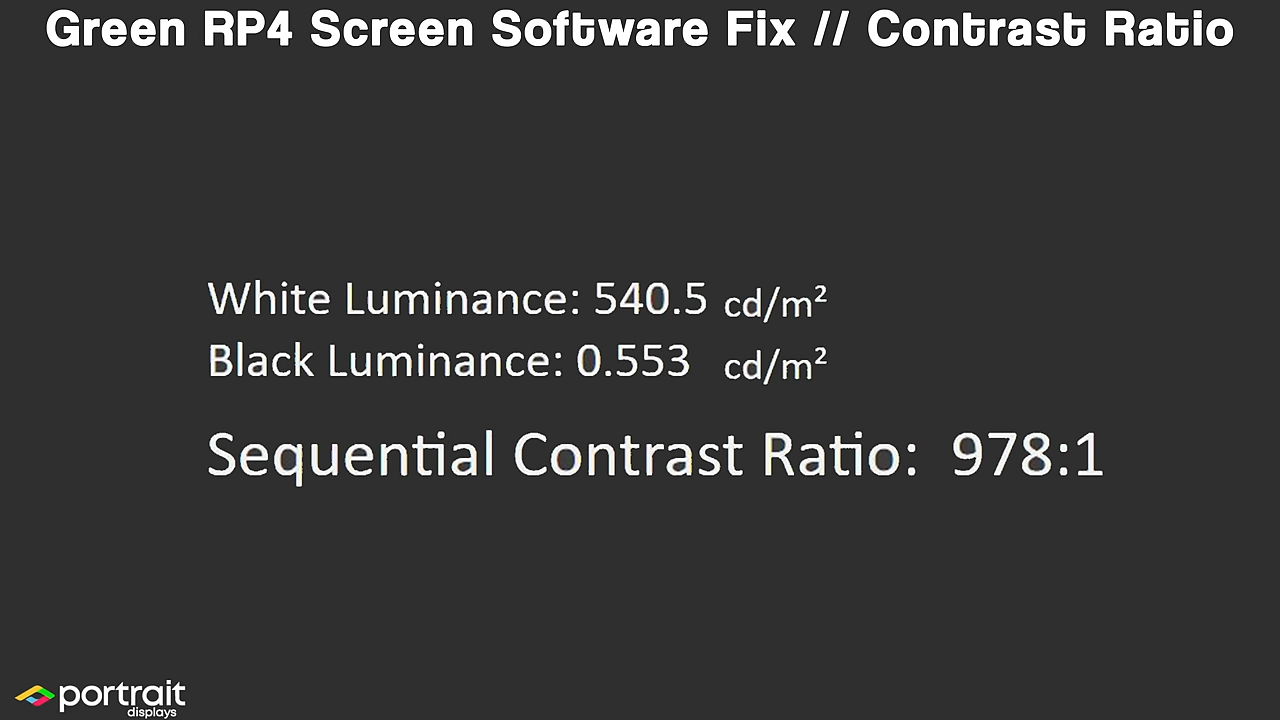 Green RP4 Screen Software Fix // Contrast Ratio
White Luminance: 540.5 cd/m²
Black Luminance: 0.553 cd/m²
Sequential Contrast Ratio: 978:1
portrait
displays